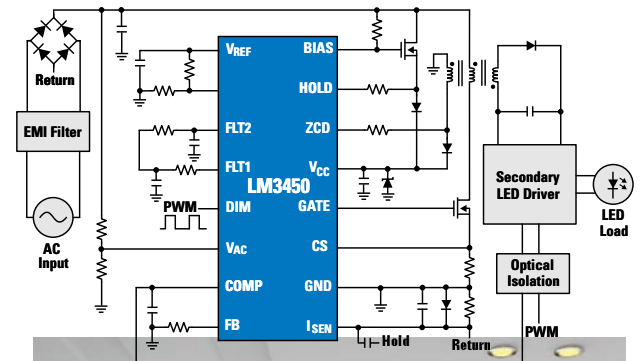 Return
EMI Filter
AC
Input
VREF
BIAS
HOLD
FLT2
ZCD
FLT1
VCC
LM3450
PWM
DIM
GATE
VAC
CS
COMP
GND
FB
ISEN
Hold
Return
Secondary
LED Driver
LED
Load
Optical
Isolation
PWM